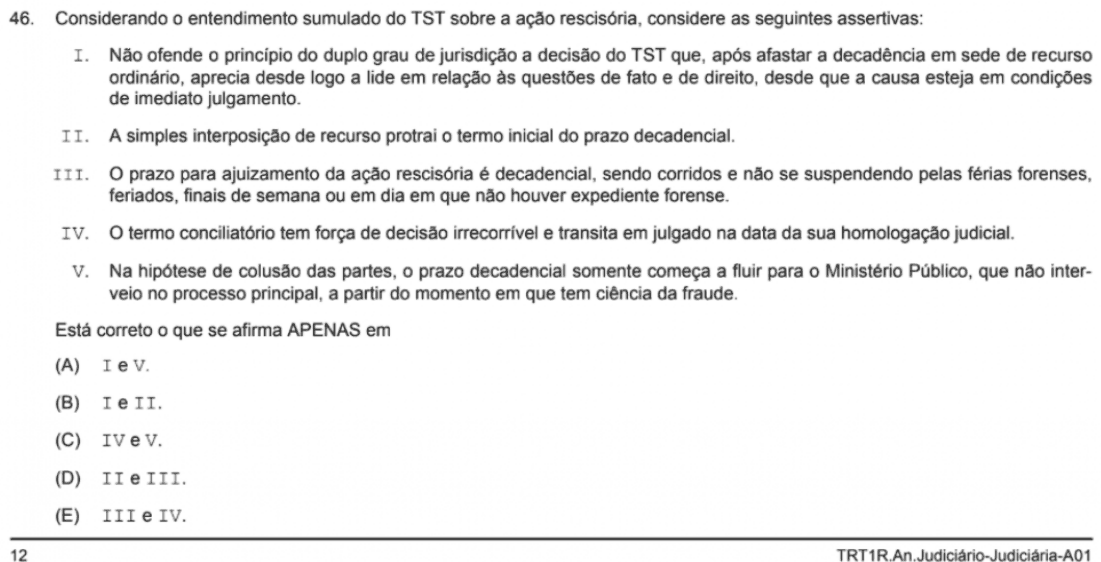 46. Considerando o entendimento sumulado do TST sobre a ação rescisória, considere as seguintes assertivas:
I. Não ofende o princípio do duplo grau de jurisdição a decisão do TST que, após afastar a decadência em sede de recurso
ordinário, aprecia desde logo a lide em relação às questões de fato e de direito, desde que a causa esteja em condições
de imediato julgamento.
II. A simples interposição de recurso protrai o termo inicial do prazo decadencial.
III. O prazo para ajuizamento da ação rescisória é decadencial, sendo corridos e não se suspendendo pelas férias forenses,
feriados, finais de semana ou em dia em que não houver expediente forense.
IV. O termo conciliatório tem força de decisão irrecorrível e transita em julgado na data da sua homologação judicial.
V. Na hipótese de colusão das partes, o prazo decadencial somente começa a fluir para o Ministério Público, que não inter-
veio no processo principal, a partir do momento em que tem ciência da fraude.
Está correto o que se afirma APENAS em
(A) I e V.
(B) I e II.
(C) IV e V.
(D) II e III.
(E) III e IV.
12 TRT1R.An.Judiciário-Judiciária-A01